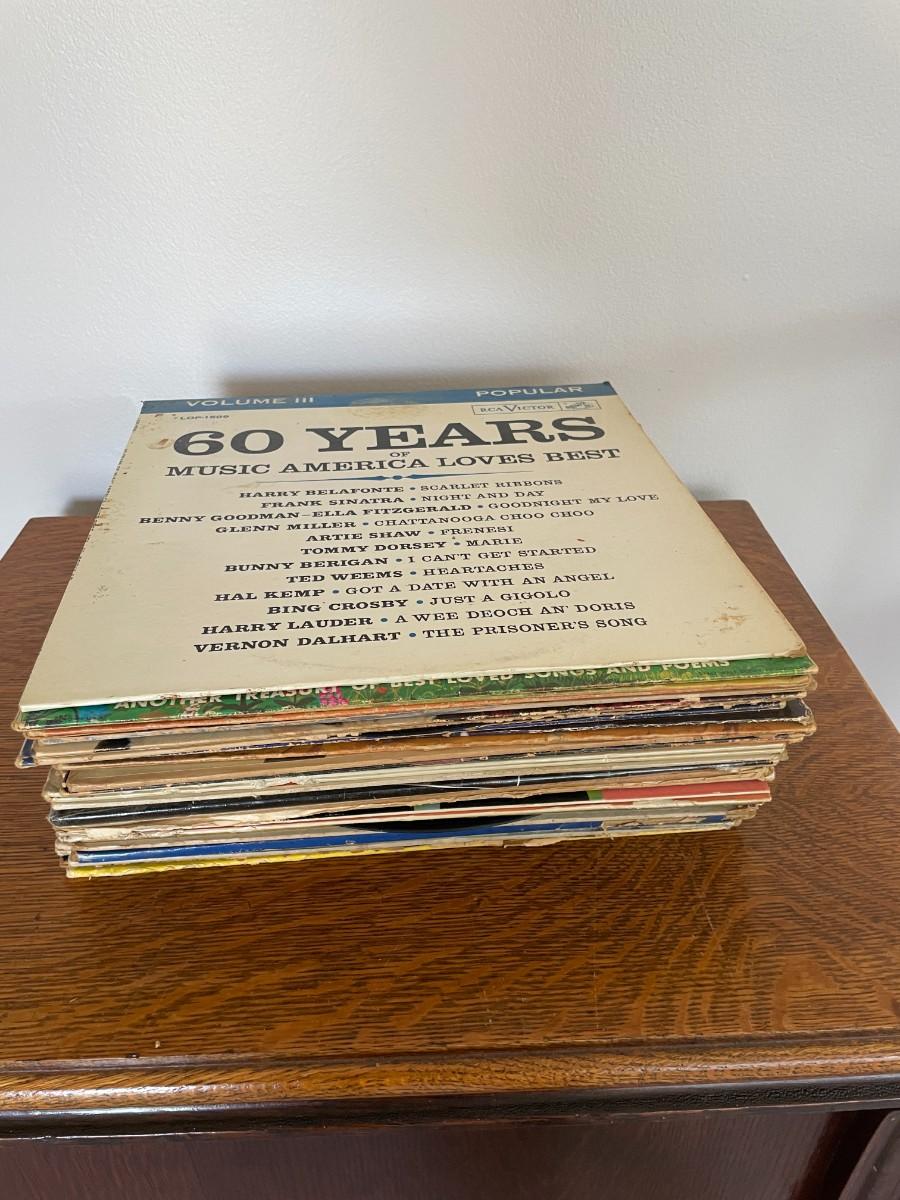 VOLUME III POPULAR
LOP-1509
RCA VICTOR
60 YEARS
OF
MUSIC AMERICA LOVES BEST
HARRY BELAFONTE • SCARLET RIBBONS
FRANK SINATRA • NIGHT AND DAY
BENNY GOODMAN–ELLA FITZGERALD • GOODNIGHT MY LOVE
GLENN MILLER • CHATTANOOGA CHOO CHOO
ARTIE SHAW • FRENESI
TOMMY DORSEY • MARIE
BUNNY BERIGAN • I CAN'T GET STARTED
TED WEEMS • HEARTACHES
HAL KEMP • GOT A DATE WITH AN ANGEL
BING CROSBY • JUST A GIGOLO
HARRY LAUDER • A WEE DEOCH AN' DORIS
VERNON DALHART • THE PRISONER'S SONG
ANOTHER TREASURY OF BEST LOVED SONGS AND POEMS